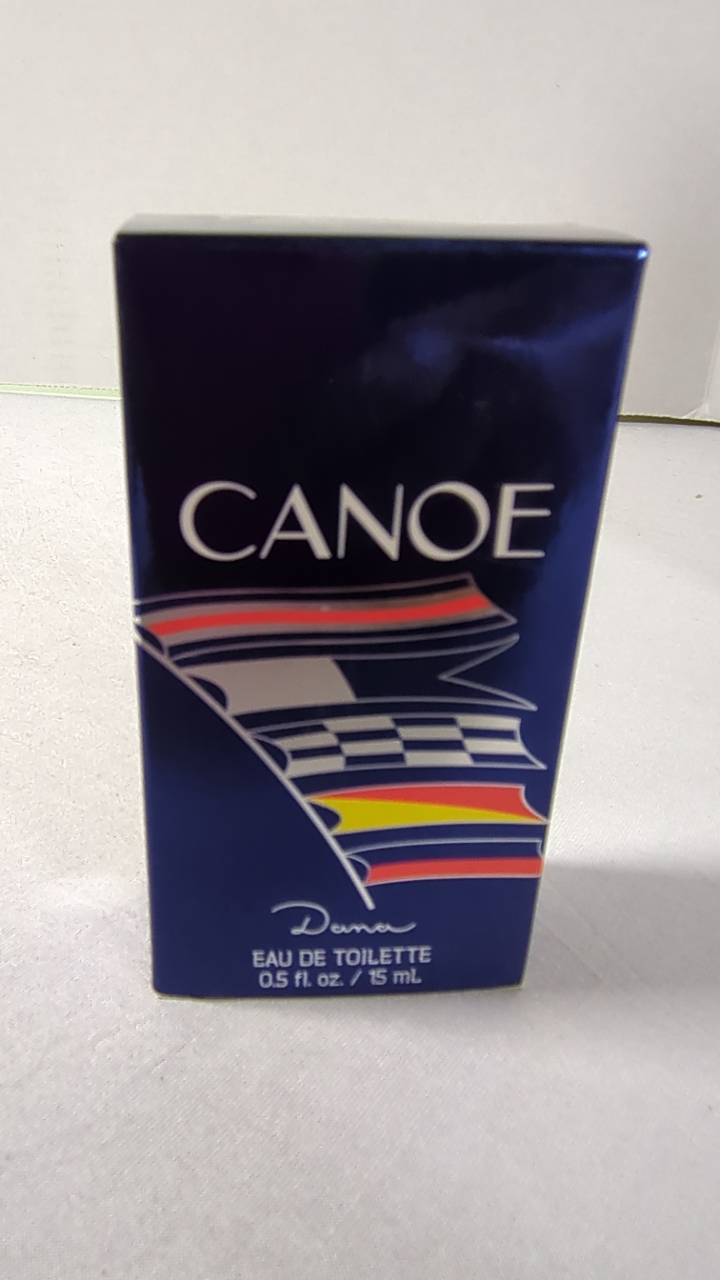 CANOE
Dana
EAU DE TOILETTE
0.5 fl. oz. / 15 mL